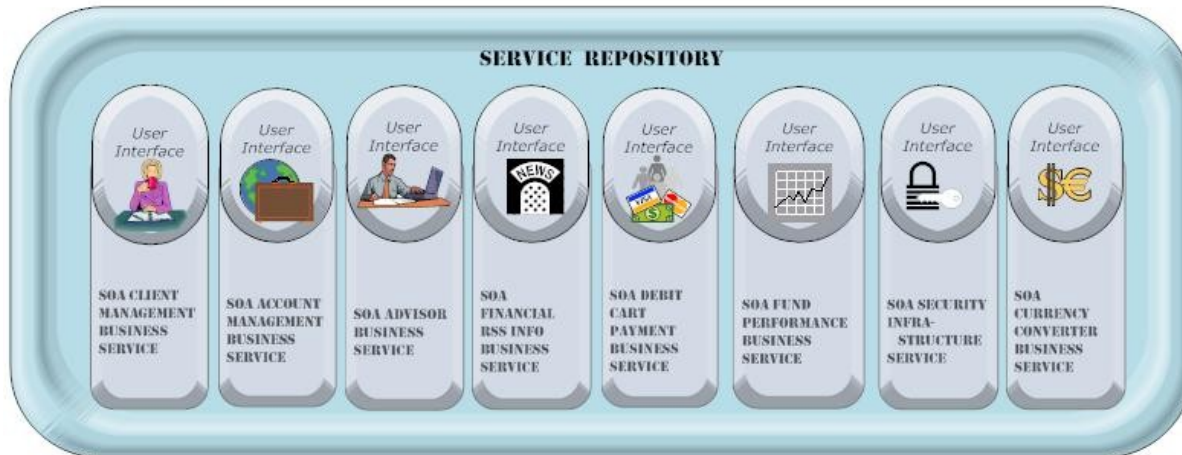 SERVICE REPOSITORY
User
Interface
SOA CLIENT
MANAGEMENT
BUSINESS
SERVICE
User
Interface
SOA ACCOUNT
MANAGEMENT
BUSINESS
SERVICE
User
Interface
SOA ADVISOR
BUSINESS
SERVICE
User
Interface
NEWS
SOA
FINANCIAL
RSS INFO
BUSINESS
SERVICE
User
Interface
SOA DEBIT
CART
PAYMENT
BUSINESS
SERVICE
User
Interface
SOA FUND
PERFORMANCE
BUSINESS
SERVICE
User
Interface
SOA SECURITY
INFRA-
STRUCTURE
SERVICE
User
Interface
$€
SOA
CURRENCY
CONVERTER
BUSINESS
SERVICE